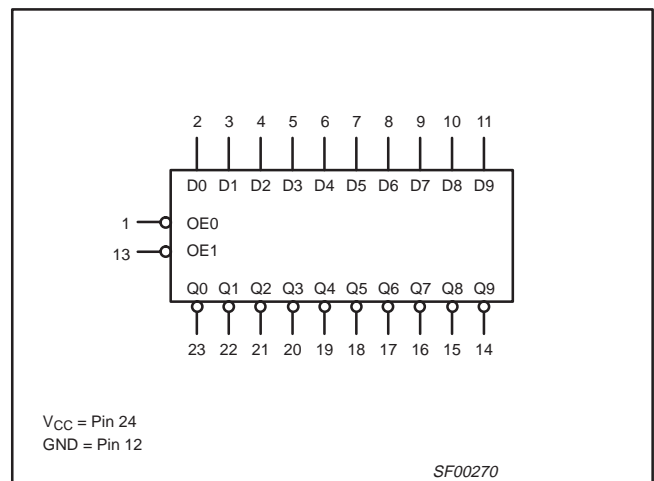 2 3 4 5 6 7 8 9 10 11
D0 D1 D2 D3 D4 D5 D6 D7 D8 D9
1 OE0
13 OE1
Q0 Q1 Q2 Q3 Q4 Q5 Q6 Q7 Q8 Q9
23 22 21 20 19 18 17 16 15 14
VCC = Pin 24
GND = Pin 12
SF00270